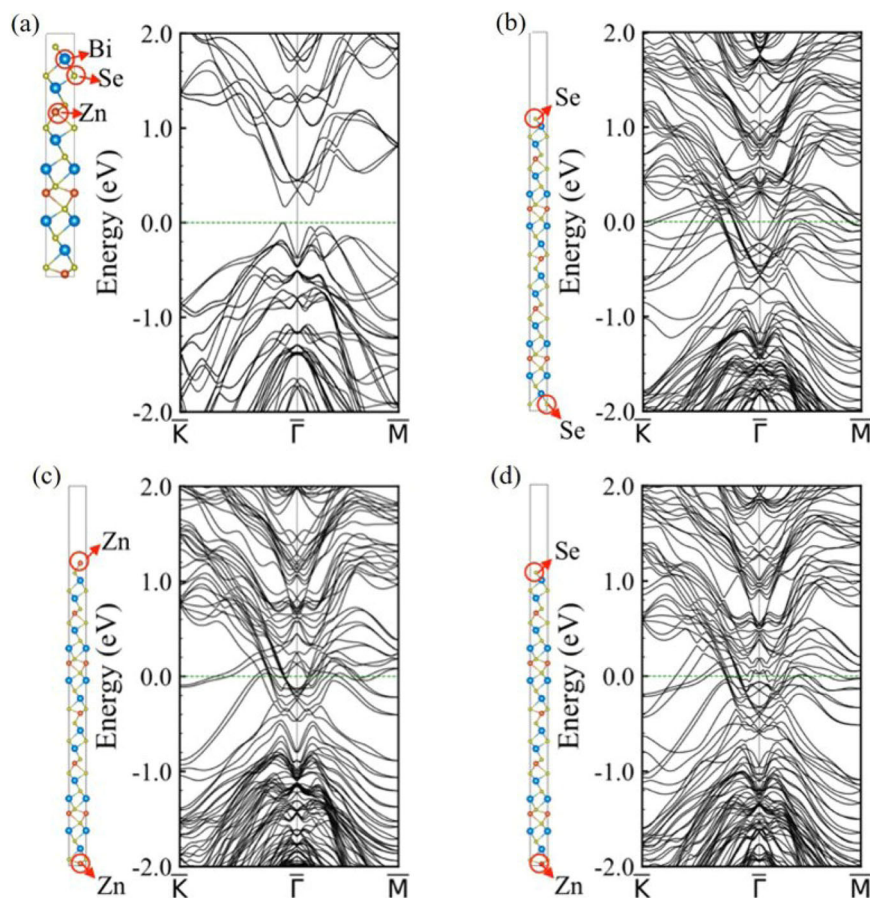 (a)
Bi
Se
Zn
Energy (eV)
2.0
1.0
0.0
-1.0
-2.0
K̅
Γ̅
M̅
(b)
Se
Se
Energy (eV)
2.0
1.0
0.0
-1.0
-2.0
K̅
Γ̅
M̅
(c)
Zn
Zn
Energy (eV)
2.0
1.0
0.0
-1.0
-2.0
K̅
Γ̅
M̅
(d)
Se
Zn
Energy (eV)
2.0
1.0
0.0
-1.0
-2.0
K̅
Γ̅
M̅